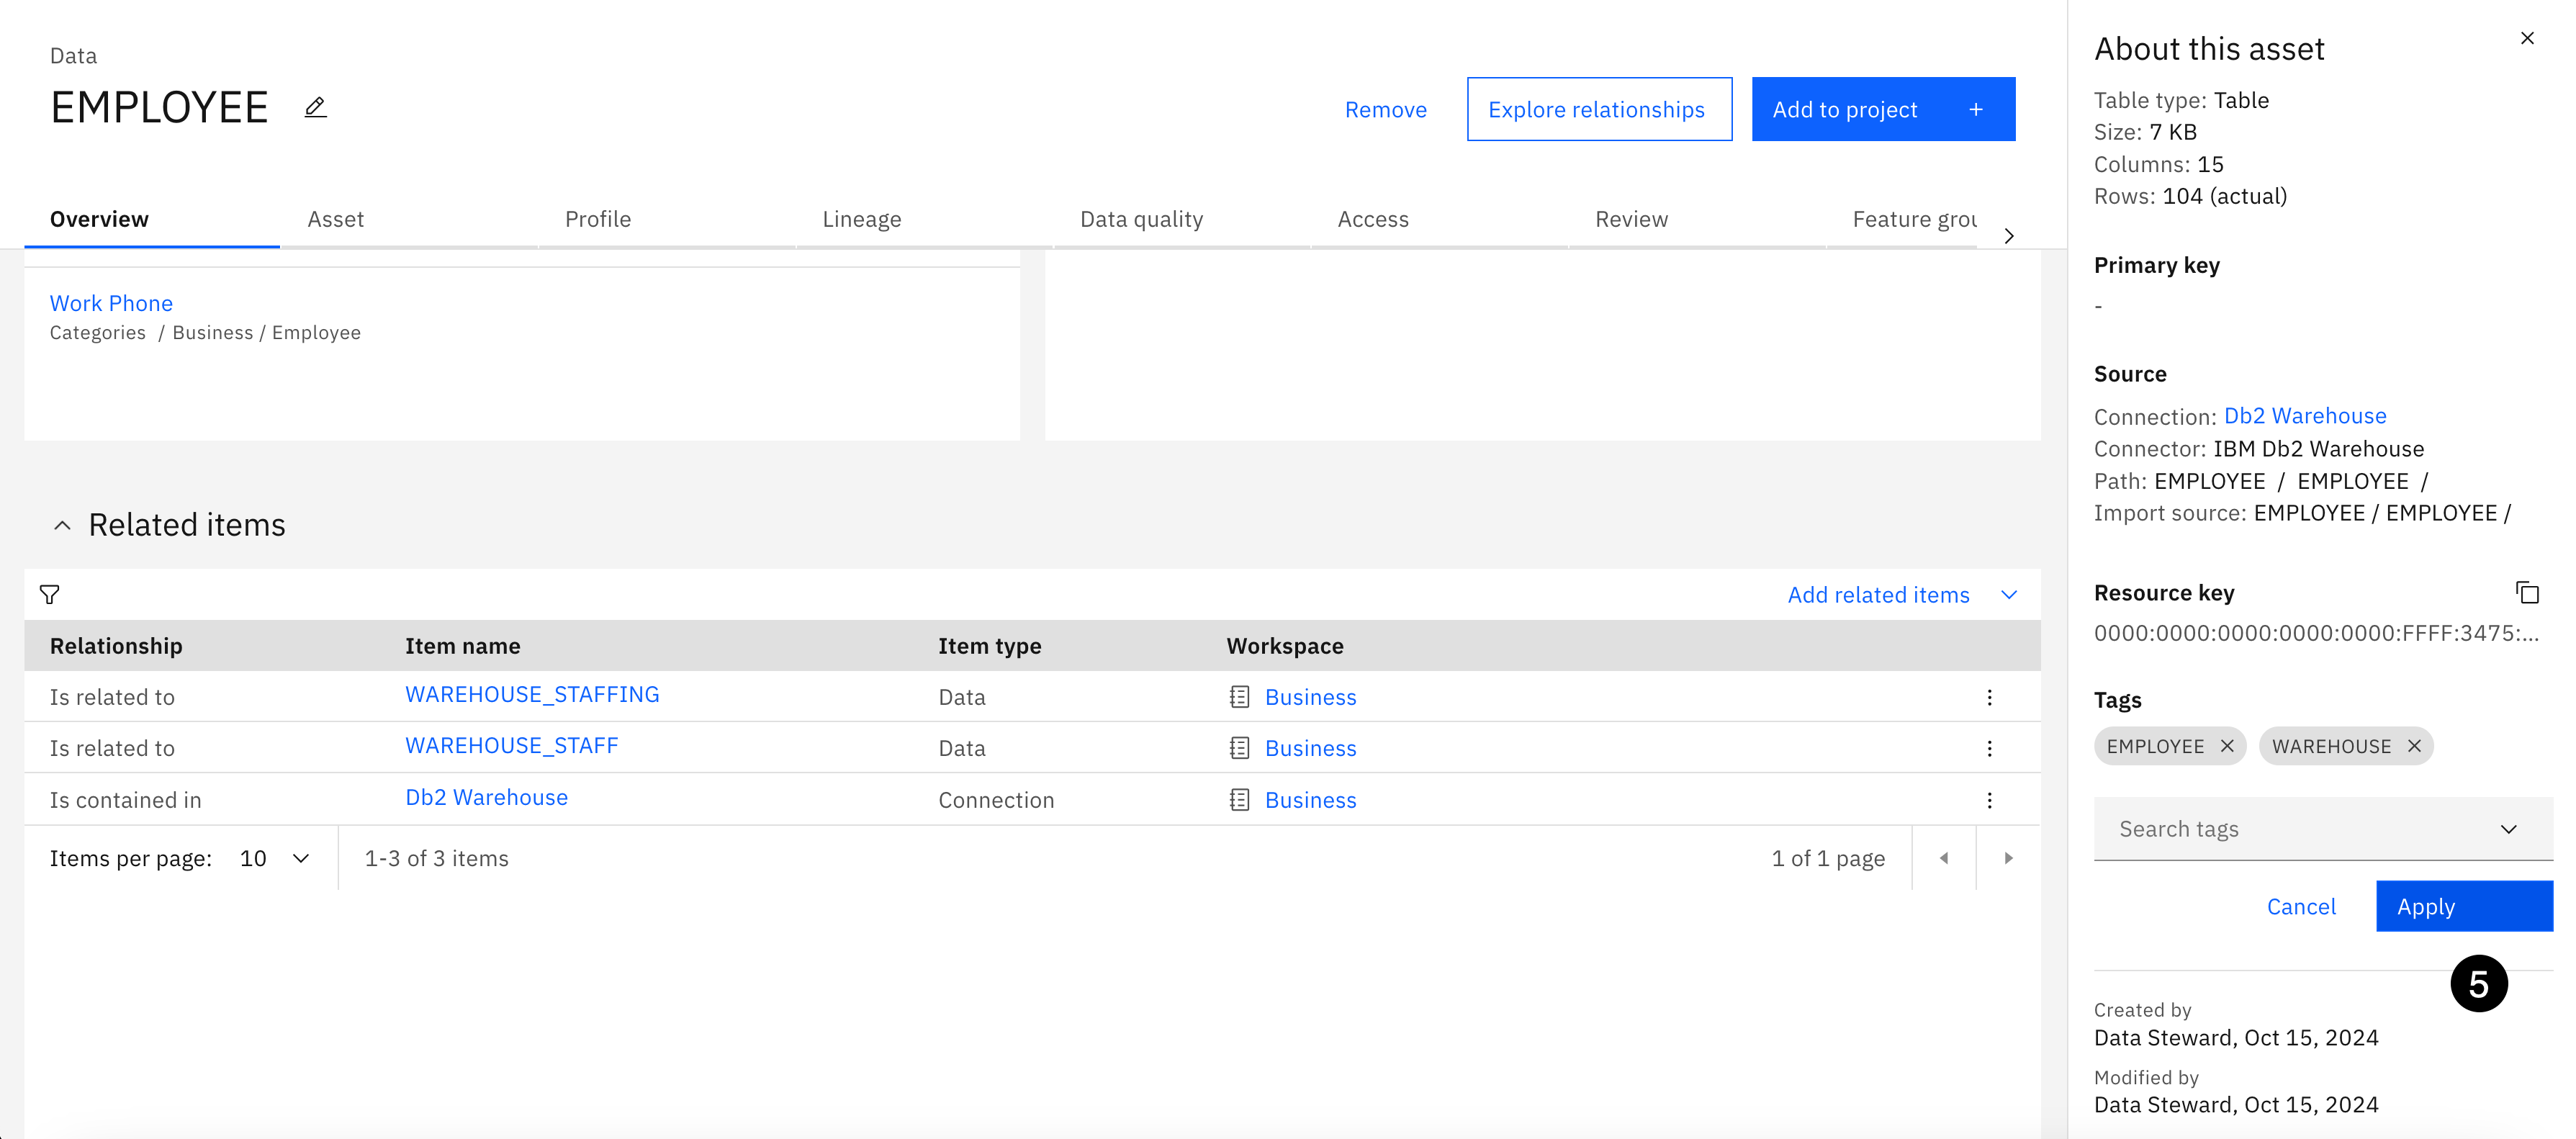 Data
EMPLOYEE
Remove
Explore relationships
Add to project +
Overview
Asset
Profile
Lineage
Data quality
Access
Review
Feature grou
Work Phone
Categories / Business / Employee
Related items
Add related items
Relationship Item name Item type Workspace
Is related to WAREHOUSE_STAFFING Data Business
Is related to WAREHOUSE_STAFF Data Business
Is contained in Db2 Warehouse Connection Business
Items per page: 10 1-3 of 3 items 1 of 1 page
About this asset
Table type: Table
Size: 7 KB
Columns: 15
Rows: 104 (actual)
Primary key
-
Source
Connection: Db2 Warehouse
Connector: IBM Db2 Warehouse
Path: EMPLOYEE / EMPLOYEE /
Import source: EMPLOYEE / EMPLOYEE /
Resource key
0000:0000:0000:0000:0000:FFFF:3475:...
Tags
EMPLOYEE WAREHOUSE
Search tags
Cancel Apply
5
Created by
Data Steward, Oct 15, 2024
Modified by
Data Steward, Oct 15, 2024